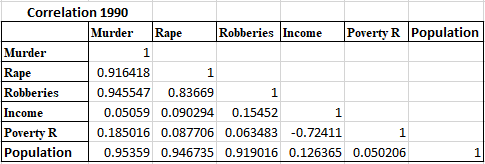 Correlation 1990
Murder Rape Robberies Income Poverty R Population
Murder 1
Rape 0.916418 1
Robberies 0.945547 0.83669 1
Income 0.05059 0.090294 0.15452 1
Poverty R 0.185016 0.087706 0.063483 -0.72411 1
Population 0.95359 0.946735 0.919016 0.126365 0.050206 1